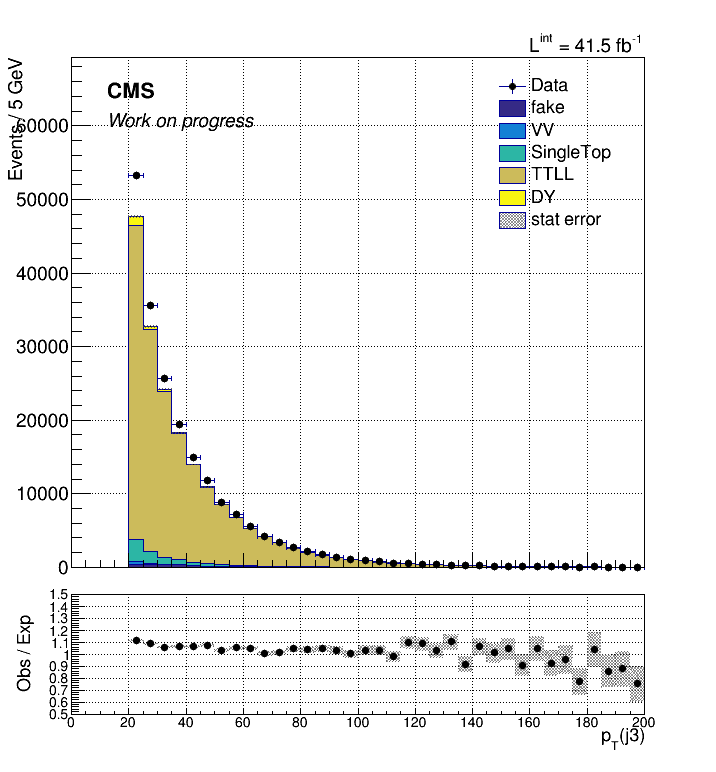 L^int = 41.5 fb^-1
Events / 5 GeV
CMS
Work on progress
Data
fake
VV
SingleTop
TTLL
DY
stat error
60000
50000
40000
30000
20000
10000
0
Obs / Exp
1.5
1.4
1.3
1.2
1.1
1
0.9
0.8
0.7
0.6
0.5
0 20 40 60 80 100 120 140 160 180 200
p_T(j3)